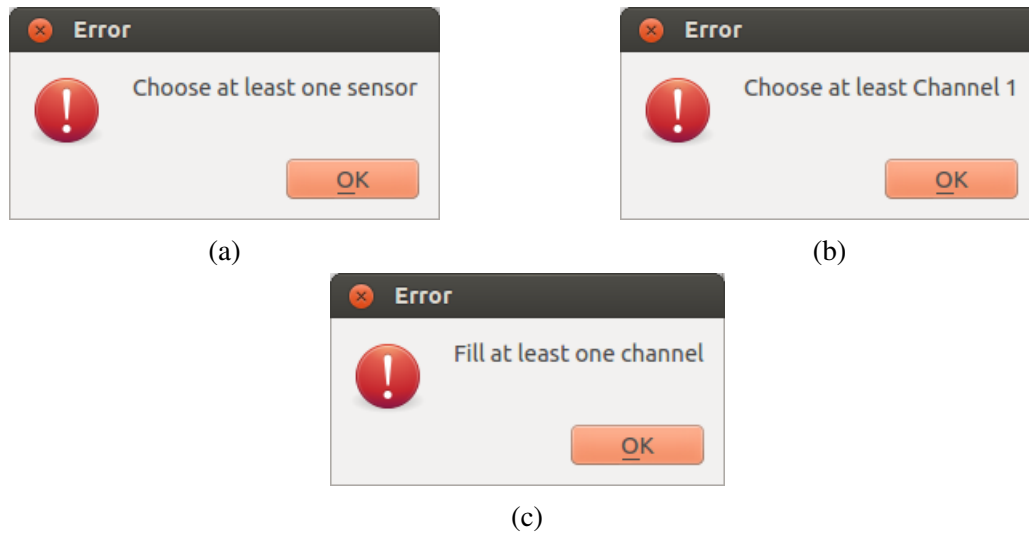 Error
Choose at least one sensor
OK
(a)
Error
Choose at least Channel 1
OK
(b)
Error
Fill at least one channel
OK
(c)